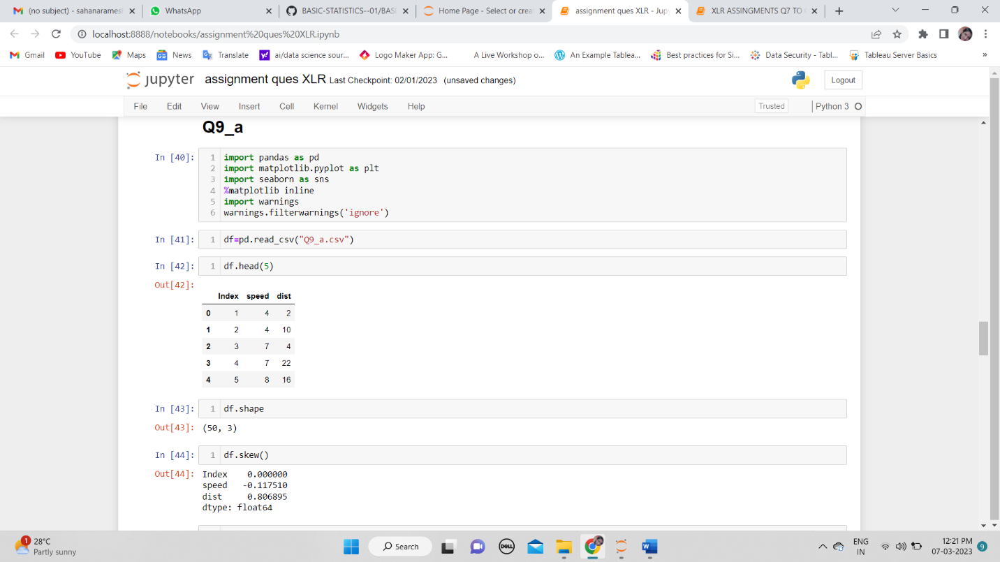 (no subject) - sahanaramesh
WhatsApp
BASIC-STATISTICS--01/BASI
Home Page - Select or creat
assignment ques XLR - Jupy
XLR ASSINGMENTS Q7 TO
localhost:8888/notebooks/assignment%20ques%20XLR.ipynb
Gmail YouTube Maps News Translate ai/data science sour... Logo Maker App: G... A Live Workshop o... An Example Tablea... Best practices for Si... Data Security - Tabl... Tableau Server Basics »
jupyter assignment ques XLR Last Checkpoint: 02/01/2023 (unsaved changes) Logout
File Edit View Insert Cell Kernel Widgets Help Trusted Python 3
Q9_a
In [40]:
1 import pandas as pd
2 import matplotlib.pyplot as plt
3 import seaborn as sns
4 %matplotlib inline
5 import warnings
6 warnings.filterwarnings('ignore')
In [41]: 1 df=pd.read_csv("Q9_a.csv")
In [42]: 1 df.head(5)
Out[42]:
Index speed dist
0 1 4 2
1 2 4 10
2 3 7 4
3 4 7 22
4 5 8 16
In [43]: 1 df.shape
Out[43]: (50, 3)
In [44]: 1 df.skew()
Out[44]: Index 0.000000
speed -0.117510
dist 0.806895
dtype: float64
1
28°C
Partly sunny
Search
DELL
W
ENG
IN
12:21 PM
07-03-2023
9